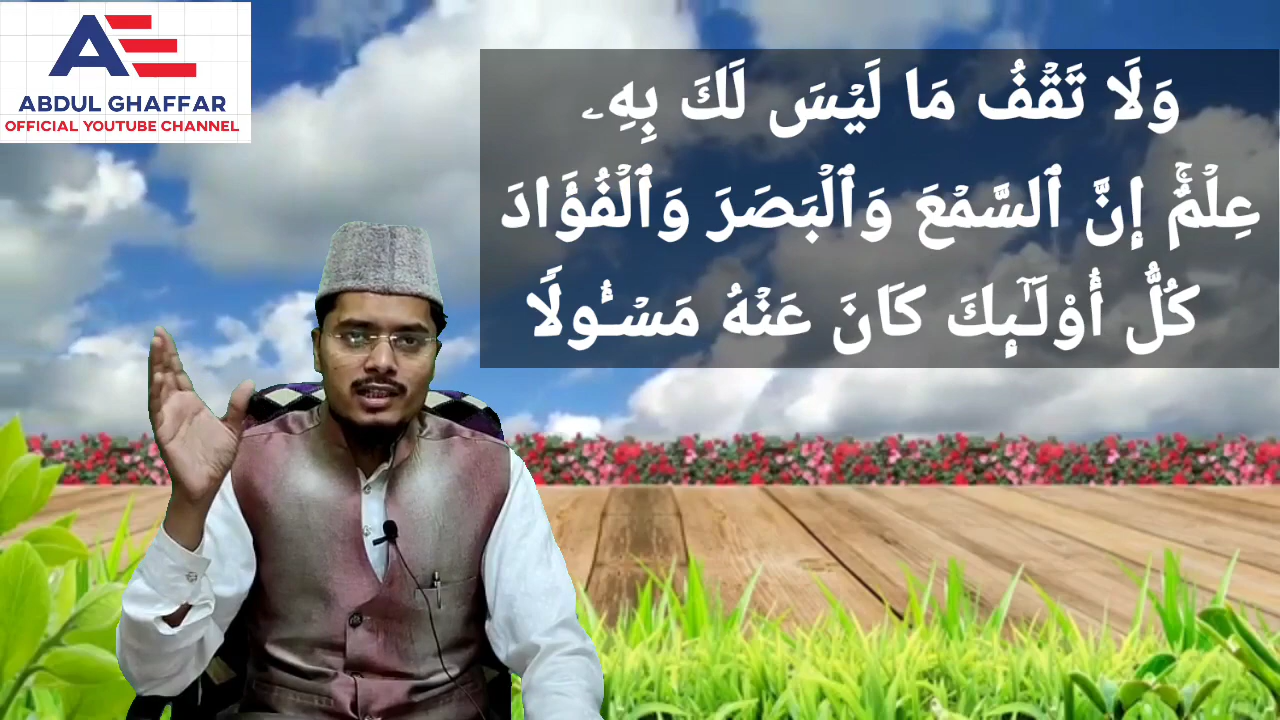 ABDUL GHAFFAR
OFFICIAL YOUTUBE CHANNEL
وَلَا تَقۡفُ مَا لَيۡسَ لَكَ بِهِۦ
عِلۡمٌۚ إِنَّ ٱلسَّمۡعَ وَٱلۡبَصَرَ وَٱلۡفُؤَادَ
كُلُّ أُوْلَـٰٓئِكَ كَانَ عَنۡهُ مَسۡـُٔولًا